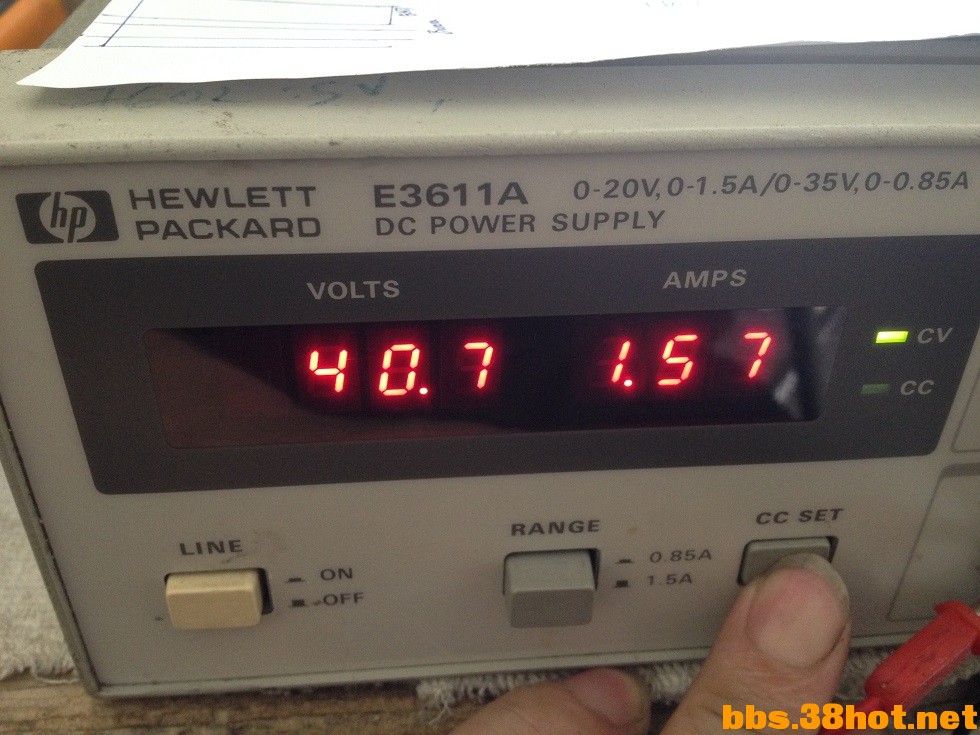 hp HEWLETT PACKARD
E3611A 0-20V,0-1.5A/0-35V,0-0.85A
DC POWER SUPPLY
VOLTS AMPS
40.7 1.57
CV
CC
LINE
ON
OFF
RANGE
0.85A
1.5A
CC SET
bbs.38hot.net